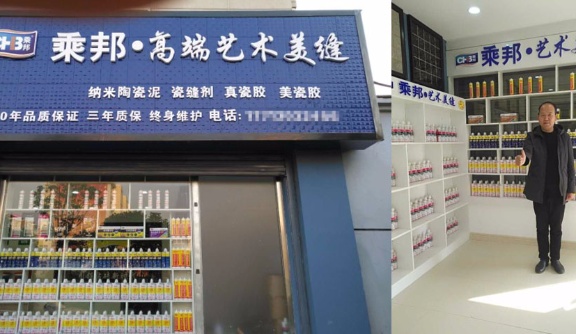 乘邦
乘邦·高端艺术美缝
纳米陶瓷泥 瓷缝剂 真瓷胶 美瓷胶
0年品质保证 三年质保 终身维护 电话:
乘邦·艺术美缝
乘邦·艺术